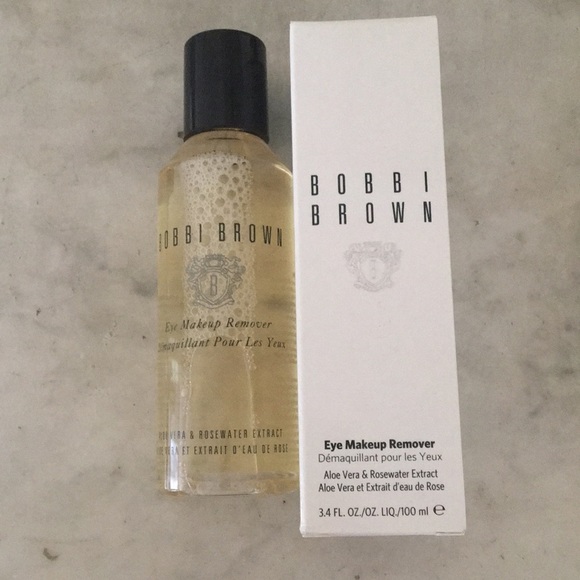 BOBBI BROWN
B
Eye Makeup Remover
Démaquillant Pour Les Yeux
VERA & ROSEWATER EXTRACT
VERA ET EXTRAIT D'EAU DE ROSE
BOBBI
BROWN
B
Eye Makeup Remover
Démaquillant pour les Yeux
Aloe Vera & Rosewater Extract
Aloe Vera et Extrait d'eau de Rose
3.4 FL. OZ./OZ. LIQ./100 ml ℮